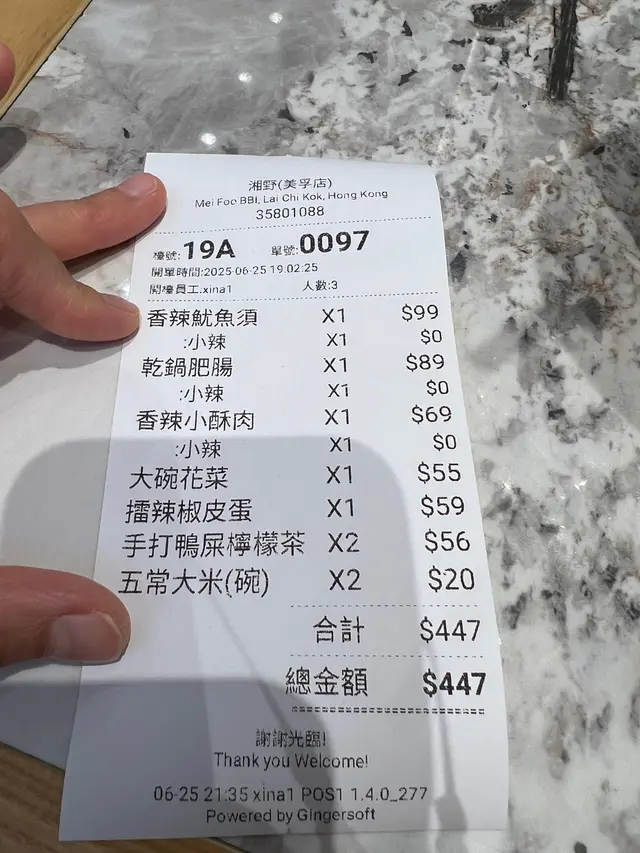 湘野(美孚店)
Mei Foo BBI, Lai Chi Kok, Hong Kong
35801088
檯號:19A 單號:0097
開單時間:2025-06-25 19:02:25
開檯員工:xina1 人數:3
香辣魷魚須 X1 $99
:小辣 X1 $0
乾鍋肥腸 X1 $89
:小辣 X1 $0
香辣小酥肉 X1 $69
:小辣 X1 $0
大碗花菜 X1 $55
擂辣椒皮蛋 X1 $59
手打鴨屎檸檬茶 X2 $56
五常大米(碗) X2 $20
合計 $447
總金額 $447
謝謝光臨!
Thank you Welcome!
06-25 21:35 xina1 POS1 1.4.0_277
Powered by Gingersoft